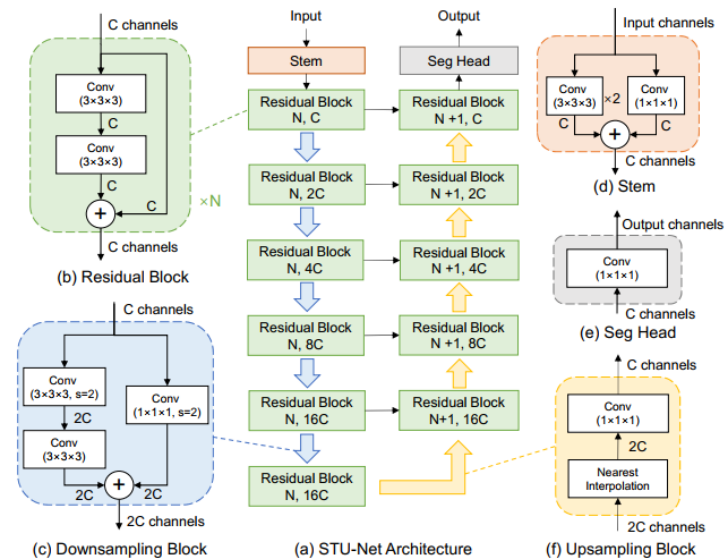 C channels
Conv
(3×3×3)
C
Conv
(3×3×3)
C
C
+
×N
C channels
(b) Residual Block
C channels
Conv
(3×3×3, s=2)
Conv
(1×1×1, s=2)
2C
Conv
(3×3×3)
2C
+
2C
2C channels
(c) Downsampling Block
Input
Output
Stem
Seg Head
Residual Block
N, C
Residual Block
N +1, C
Residual Block
N, 2C
Residual Block
N +1, 2C
Residual Block
N, 4C
Residual Block
N +1, 4C
Residual Block
N, 8C
Residual Block
N +1, 8C
Residual Block
N, 16C
Residual Block
N+1, 16C
Residual Block
N, 16C
(a) STU-Net Architecture
Input channels
Conv
(3×3×3)
×2
Conv
(1×1×1)
C
+
C
C channels
(d) Stem
Output channels
Conv
(1×1×1)
C channels
(e) Seg Head
C channels
Conv
(1×1×1)
2C
Nearest
Interpolation
2C channels
(f) Upsampling Block